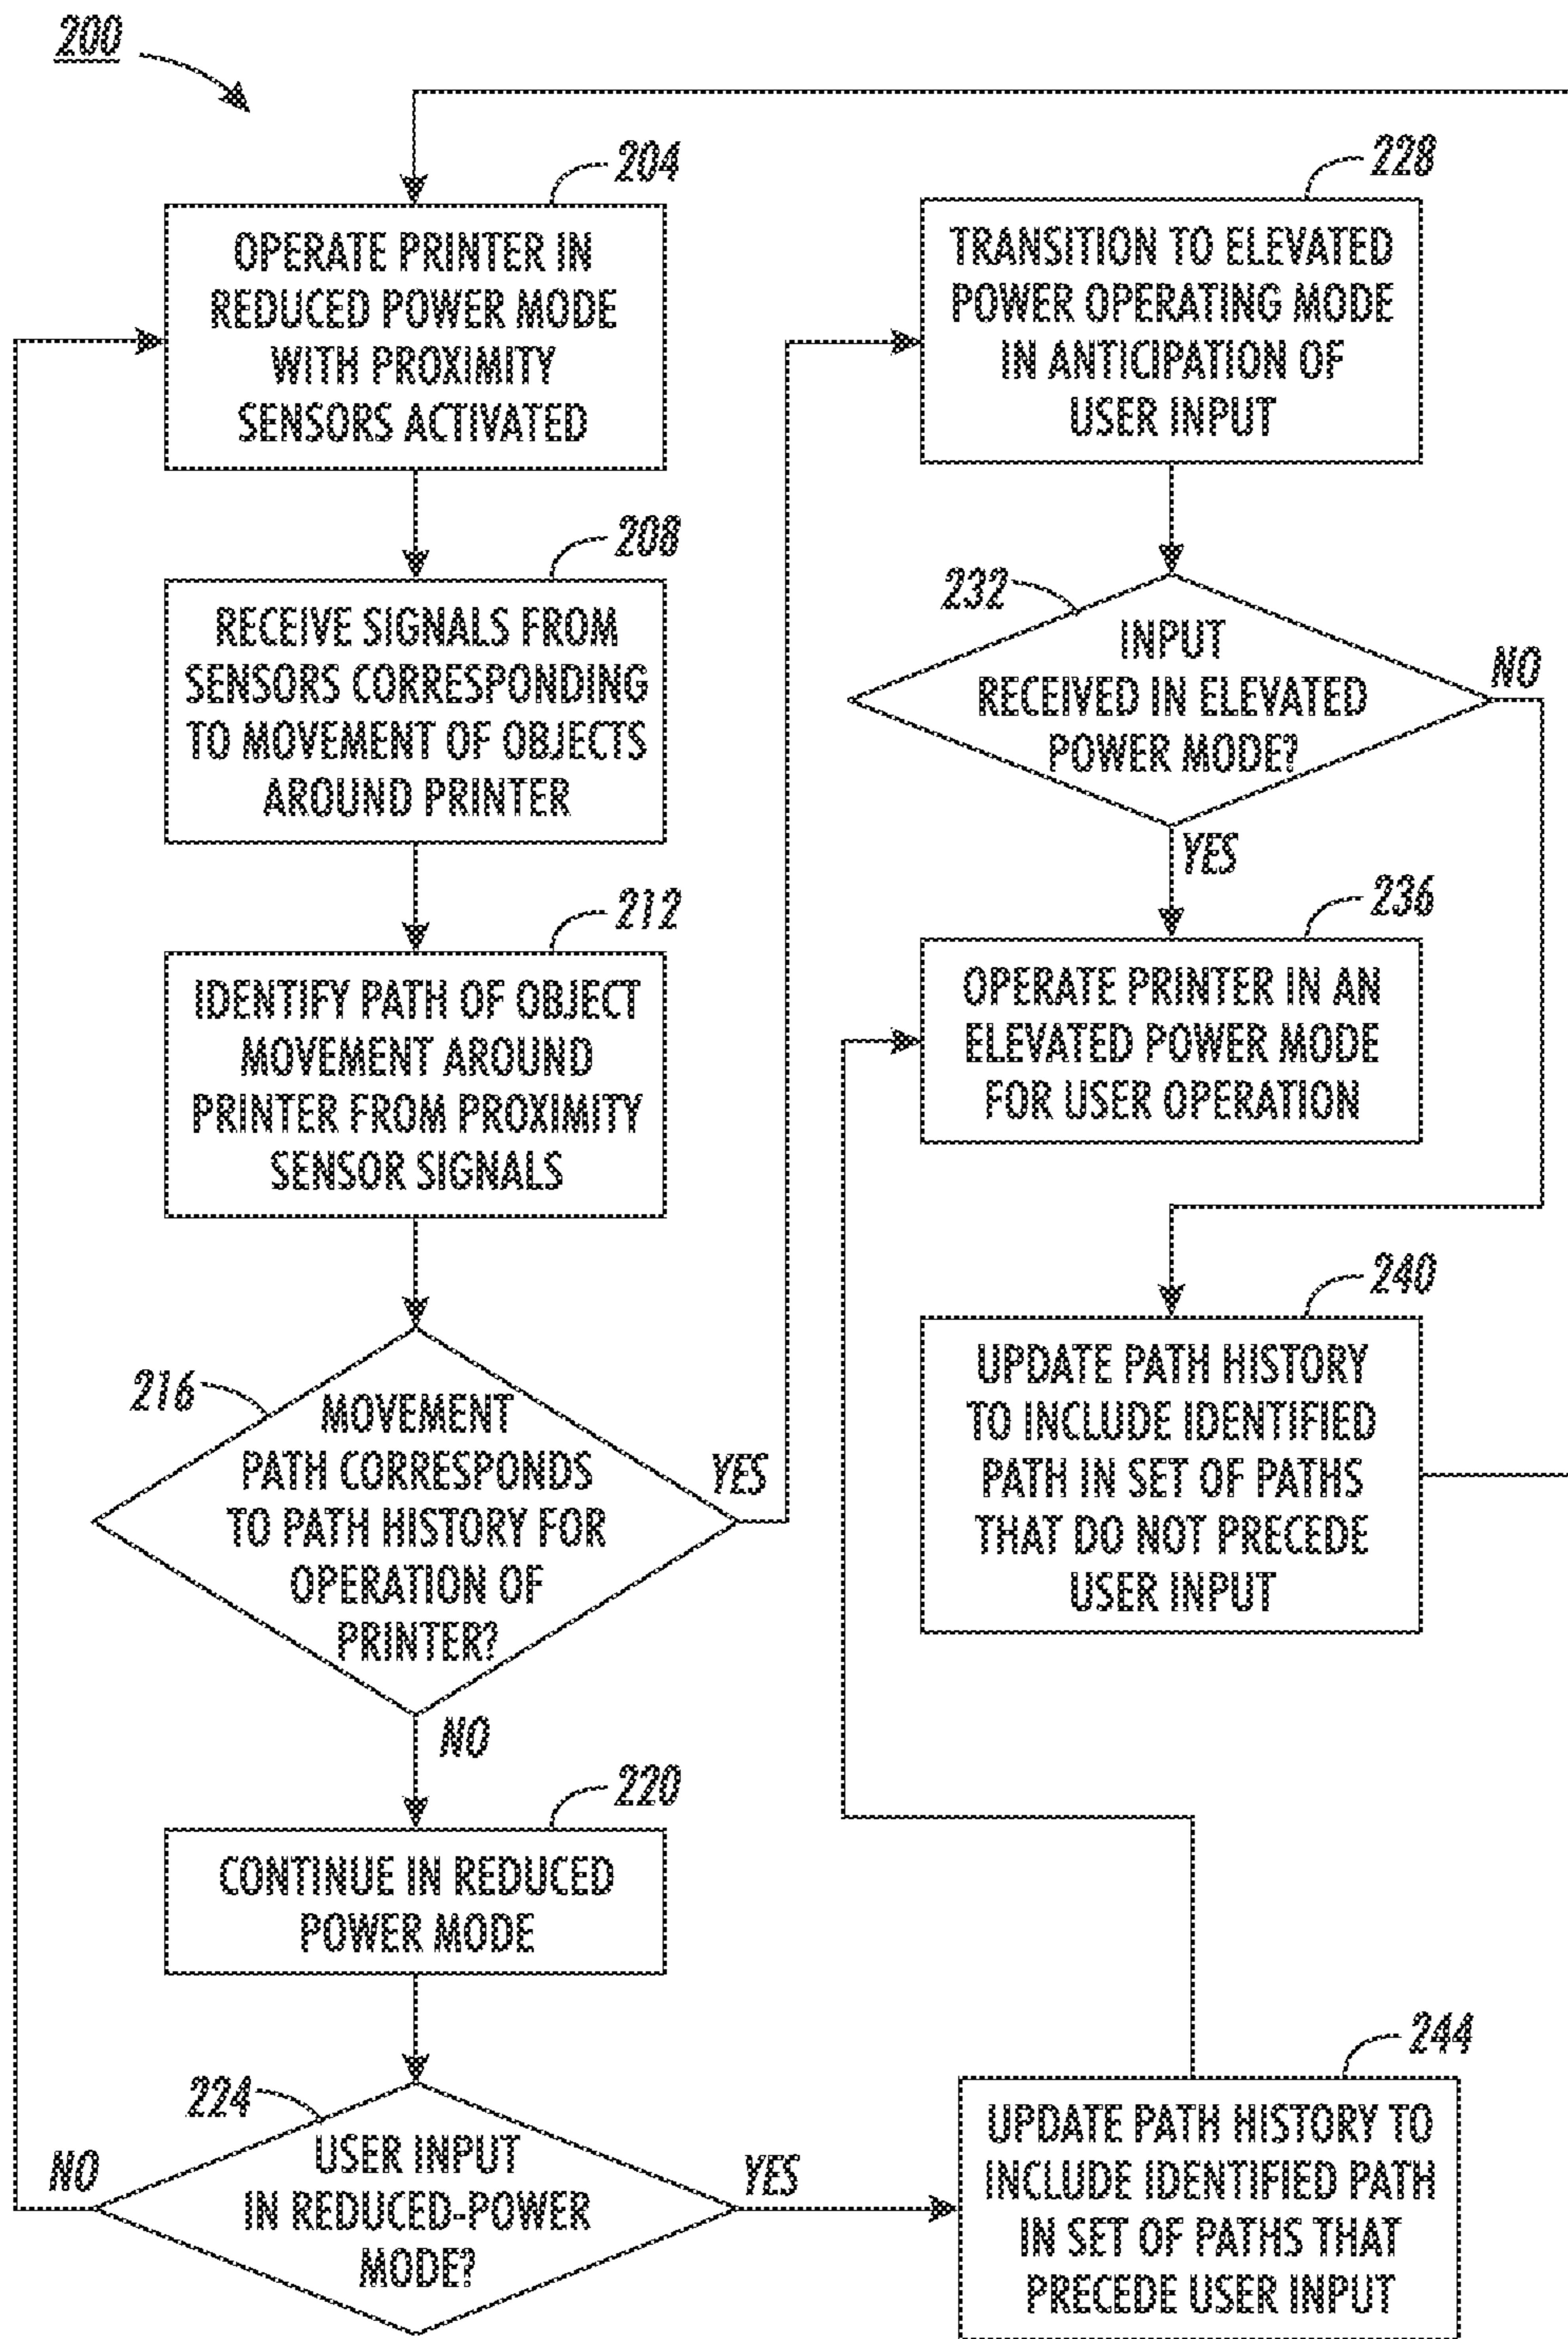 200
204
OPERATE PRINTER IN
REDUCED POWER MODE
WITH PROXIMITY
SENSORS ACTIVATED
208
RECEIVE SIGNALS FROM
SENSORS CORRESPONDING
TO MOVEMENT OF OBJECTS
AROUND PRINTER
212
IDENTIFY PATH OF OBJECT
MOVEMENT AROUND
PRINTER FROM PROXIMITY
SENSOR SIGNALS
216
MOVEMENT
PATH CORRESPONDS
TO PATH HISTORY FOR
OPERATION OF
PRINTER?
YES
NO
220
CONTINUE IN REDUCED
POWER MODE
224
USER INPUT
IN REDUCED-POWER
MODE?
NO
YES
228
TRANSITION TO ELEVATED
POWER OPERATING MODE
IN ANTICIPATION OF
USER INPUT
232
INPUT
RECEIVED IN ELEVATED
POWER MODE?
NO
YES
236
OPERATE PRINTER IN AN
ELEVATED POWER MODE
FOR USER OPERATION
240
UPDATE PATH HISTORY
TO INCLUDE IDENTIFIED
PATH IN SET OF PATHS
THAT DO NOT PRECEDE
USER INPUT
244
UPDATE PATH HISTORY TO
INCLUDE IDENTIFIED PATH
IN SET OF PATHS THAT
PRECEDE USER INPUT